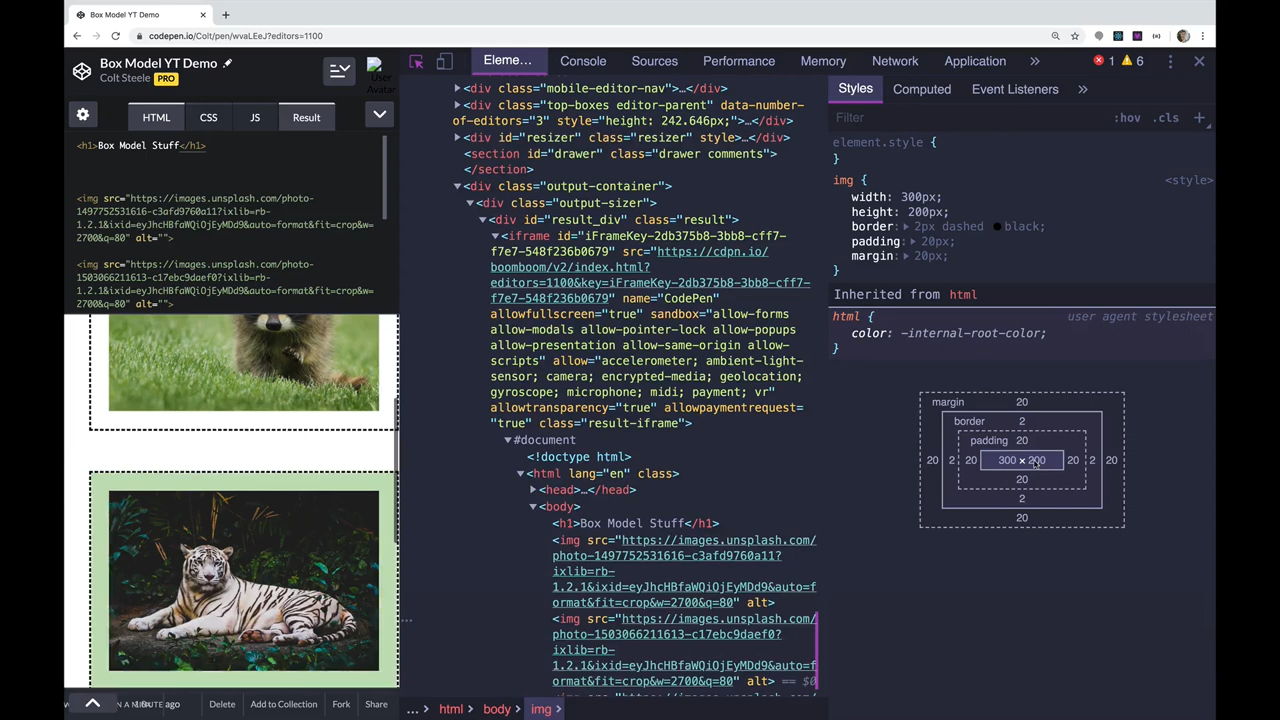 Box Model YT Demo
codepen.io/Colt/pen/wvaLEeJ?editors=1100
Box Model YT Demo
Colt Steele PRO
User
Avatar
HTML CSS JS Result
<h1>Box Model Stuff</h1>
<img src="https://images.unsplash.com/photo-
1497752531616-c3afd9760a11?ixlib=rb-
1.2.1&ixid=eyJhcHBfaWQiOjEyMDd9&auto=format&fit=crop&w=
2700&q=80" alt="">
<img src="https://images.unsplash.com/photo-
1503066211613-c17ebc9daef0?ixlib=rb-
1.2.1&ixid=eyJhcHBfaWQiOjEyMDd9&auto=format&fit=crop&w=
2700&q=80" alt="">
N A MINUTE ago
Delete Add to Collection Fork Share
Eleme… Console Sources Performance Memory Network Application » 1 6
<div class="mobile-editor-nav">…</div>
<div class="top-boxes editor-parent" data-number-
of-editors="3" style="height: 242.646px;">…</div>
<div id="resizer" class="resizer" style>…</div>
<section id="drawer" class="drawer comments">
</section>
<div class="output-container">
<div class="output-sizer">
<div id="result_div" class="result">
<iframe id="iFrameKey-2db375b8-3bb8-cff7-
f7e7-548f236b0679" src="https://cdpn.io/
boomboom/v2/index.html?
editors=1100&key=iFrameKey-2db375b8-3bb8-cff7-
f7e7-548f236b0679" name="CodePen"
allowfullscreen="true" sandbox="allow-forms
allow-modals allow-pointer-lock allow-popups
allow-presentation allow-same-origin allow-
scripts" allow="accelerometer; ambient-light-
sensor; camera; encrypted-media; geolocation;
gyroscope; microphone; midi; payment; vr"
allowtransparency="true" allowpaymentrequest=
"true" class="result-iframe">
#document
<!doctype html>
<html lang="en" class>
<head>…</head>
<body>
<h1>Box Model Stuff</h1>
<img src="https://images.unsplash.com/
photo-1497752531616-c3afd9760a11?
ixlib=rb-
1.2.1&ixid=eyJhcHBfaWQiOjEyMDd9&auto=f
ormat&fit=crop&w=2700&q=80" alt>
<img src="https://images.unsplash.com/
photo-1503066211613-c17ebc9daef0?
ixlib=rb-
1.2.1&ixid=eyJhcHBfaWQiOjEyMDd9&auto=f
ormat&fit=crop&w=2700&q=80" alt> == $0
… html body img
Styles Computed Event Listeners »
Filter :hov .cls +
element.style {
}
img { <style>
width: 300px;
height: 200px;
border: 2px dashed black;
padding: 20px;
margin: 20px;
}
Inherited from html
html { user agent stylesheet
color: -internal-root-color;
}
margin 20
border 2
padding 20
20 2 20 300 × 200 20 2 20
20
2
20